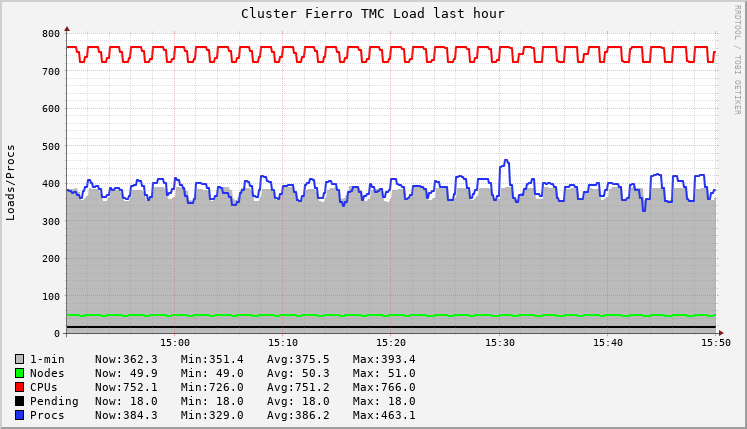 Cluster Fierro TMC Load last hour
RRDTOOL / TOBI OETIKER
Loads/Procs
800
700
600
500
400
300
200
100
0
15:00 15:10 15:20 15:30 15:40 15:50
1-min Now:362.3 Min:351.4 Avg:375.5 Max:393.4
Nodes Now: 49.9 Min: 49.0 Avg: 50.3 Max: 51.0
CPUs Now:752.1 Min:726.0 Avg:751.2 Max:766.0
Pending Now: 18.0 Min: 18.0 Avg: 18.0 Max: 18.0
Procs Now:384.3 Min:329.0 Avg:386.2 Max:463.1